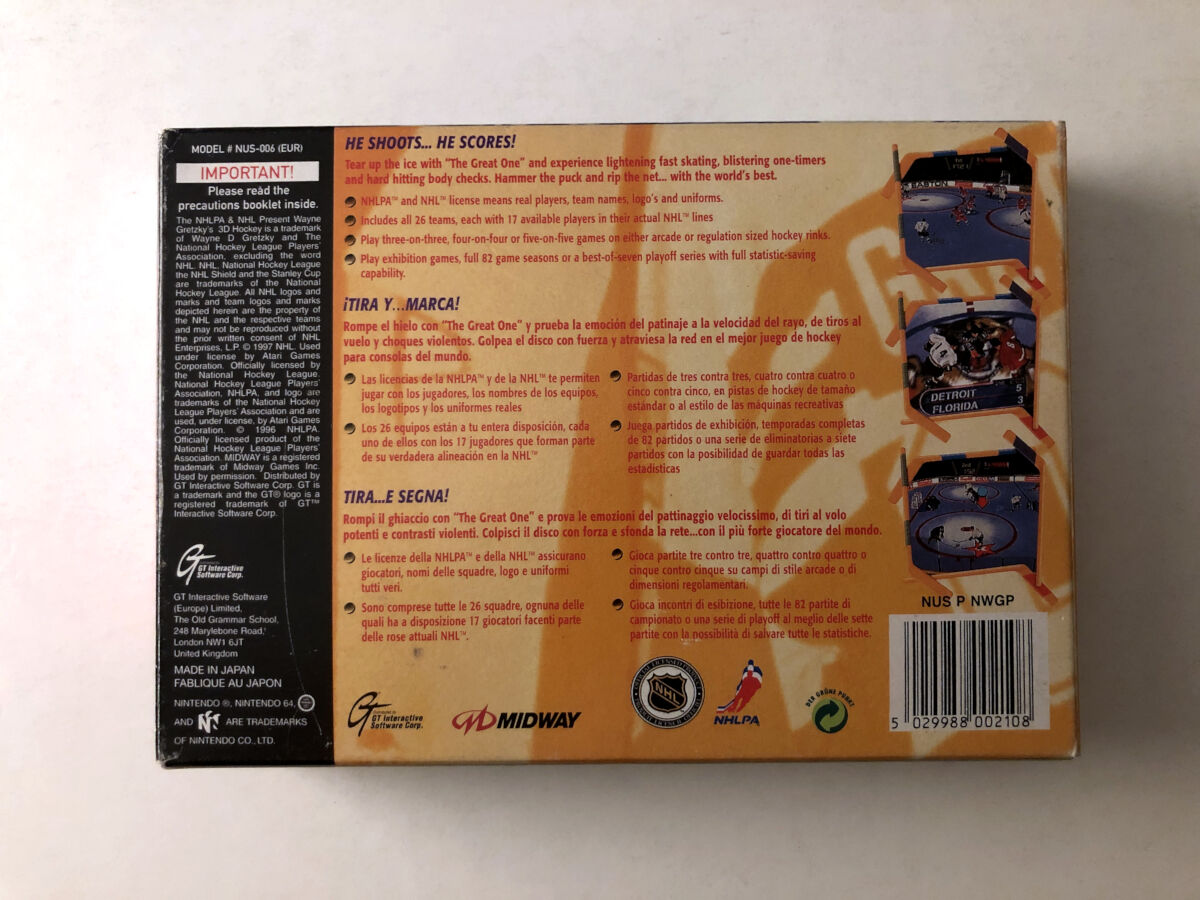 MODEL # NUS-006 (EUR)
IMPORTANT!
Please read the
precautions booklet inside.
The NHLPA & NHL Present Wayne
Gretzky's 3D Hockey is a trademark
of Wayne D Gretzky and The
National Hockey League Players'
Association, excluding the word
NHL. NHL, National Hockey League
the NHL Shield and the Stanley Cup
are trademarks of the National
Hockey League. All NHL logos and
marks and team logos and marks
depicted herein are the property of
the NHL and the respective teams
and may not be reproduced without
the prior written consent of NHL
Enterprises. L.P. © 1997 NHL. Used
under license by Atari Games
Corporation. Officially licensed by
the National Hockey League.
National Hockey League Players'
Association, NHLPA, and logo are
trademarks of the National Hockey
League Players' Association and are
used, under license, by Atari Games
Corporation. © 1996 NHLPA.
Officially licensed product of the
National Hockey League Players'
Association. MIDWAY is a registered
trademark of Midway Games Inc.
Used by permission. Distributed by
GT Interactive Software Corp. GT is
a trademark and the GT® logo is a
registered trademark of GT™
Interactive Software Corp.
GT Interactive
Software Corp.
GT Interactive Software
(Europe) Limited,
The Old Grammar School,
248 Marylebone Road,
London NW1 6JT
United Kingdom
MADE IN JAPAN
FABLIQUE AU JAPON
NINTENDO ®, NINTENDO 64,
AND ARE TRADEMARKS
OF NINTENDO CO., LTD.
HE SHOOTS... HE SCORES!
Tear up the ice with "The Great One" and experience lightening fast skating, blistering one-timers
and hard hitting body checks. Hammer the puck and rip the net... with the world's best.
NHLPA™ and NHL™ license means real players, team names, logo's and uniforms.
Includes all 26 teams, each with 17 available players in their actual NHL™ lines
Play three-on-three, four-on-four or five-on-five games on either arcade or regulation sized hockey rinks.
Play exhibition games, full 82 game seasons or a best-of-seven playoff series with full statistic-saving
capability.
¡TIRA Y...MARCA!
Rompe el hielo con "The Great One" y prueba la emoción del patinaje a la velocidad del rayo, de tiros al
vuelo y choques violentos. Golpea el disco con fuerza y atraviesa la red en el mejor juego de hockey
para consolas del mundo.
Las licencias de la NHLPA™ y de la NHL™ te permiten
jugar con los jugadores, los nombres de los equipos,
los logotipos y los uniformes reales
Los 26 equipos están a tu entera disposición, cada
uno de ellos con los 17 jugadores que forman parte
de su verdadera alineación en la NHL™
Partidas de tres contra tres, cuatro contra cuatro o
cinco contra cinco, en pistas de hockey de tamaño
estándar o al estilo de las máquinas recreativas
Juega partidos de exhibición, temporadas completas
de 82 partidos o una serie de eliminatorias a siete
partidos con la posibilidad de guardar todas las
estadísticas
TIRA...E SEGNA!
Rompi il ghiaccio con "The Great One" e prova le emozioni del pattinaggio velocissimo, di tiri al volo
potenti e contrasti violenti. Colpisci il disco con forza e sfonda la rete...con il più forte giocatore del mondo.
Le licenze della NHLPA™ e della NHL™ assicurano
giocatori, nomi delle squadre, logo e uniformi
tutti veri.
Sono comprese tutte le 26 squadre, ognuna delle
quali ha a disposizione 17 giocatori facenti parte
delle rose attuali NHL™.
Gioca partite tre contro tre, quattro contro quattro o
cinque contro cinque su campi di stile arcade o di
dimensioni regolamentari.
Gioca incontri di esibizione, tutte le 82 partite di
campionato o una serie di playoff al meglio delle sette
partite con la possibilità di salvare tutte le statistiche.
GT Interactive
Software Corp.
MIDWAY
NHL
NHLPA
DER GRÜNE PUNKT
DETROIT 5
FLORIDA 3
2nd
NUS P NWGP
5 029988 002108